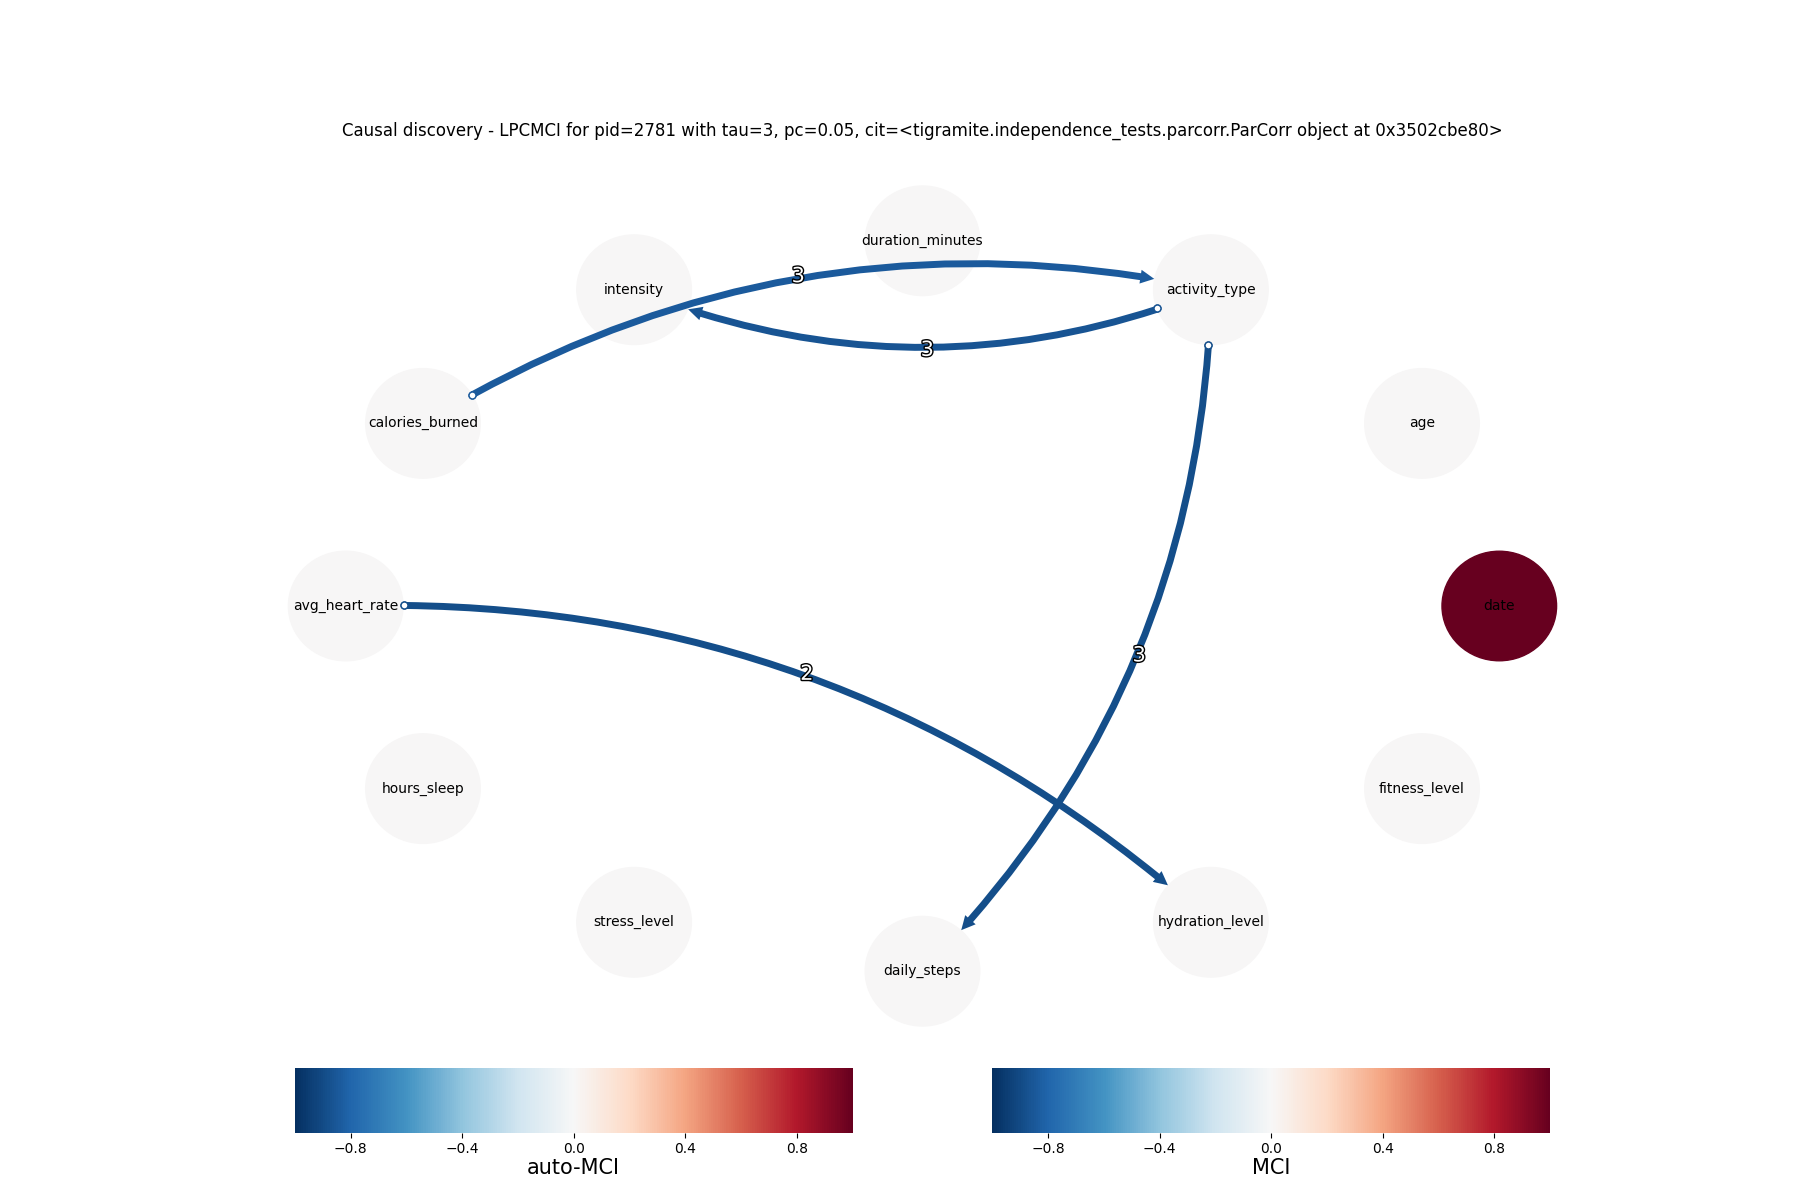 Causal discovery - LPCMCI for pid=2781 with tau=3, pc=0.05, cit=<tigramite.independence_tests.parcorr.ParCorr object at 0x3502cbe80>
duration_minutes
3
intensity
activity_type
3
calories_burned
age
avg_heart_rate
date
2
3
hours_sleep
fitness_level
stress_level
hydration_level
daily_steps
−0.8 −0.4 0.0 0.4 0.8
auto-MCI
−0.8 −0.4 0.0 0.4 0.8
MCI